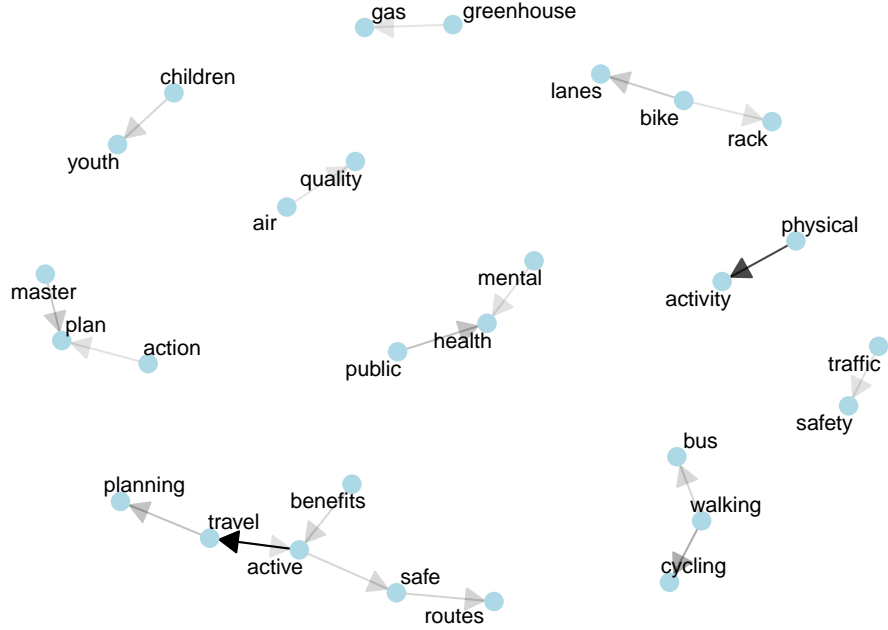 gas
greenhouse
children
lanes
bike
rack
youth
quality
air
physical
master
mental
activity
plan
action
health
public
traffic
safety
bus
planning
benefits
walking
travel
active
cycling
safe
routes